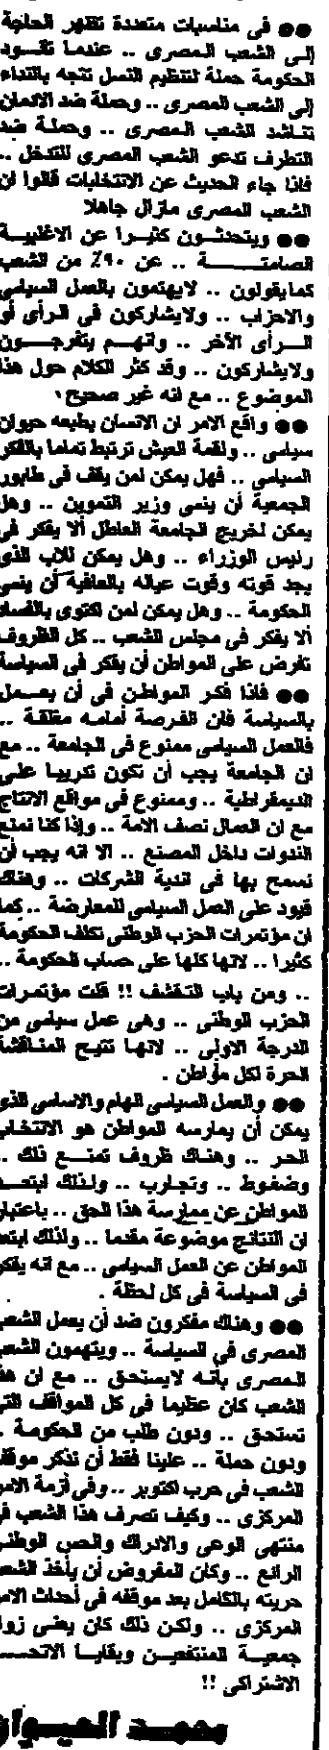 ●● فى مناسبات متعددة تظهر الحاجة
إلى الشعب المصرى .. عندما تقود
الحكومة حملة لتنظيم النسل تتجه بالنداء
إلى الشعب المصرى .. وحملة ضد الادمان
تناشد الشعب المصرى .. وحملة ضد
التطرف تدعو الشعب المصرى للتدخل ..
فاذا جاء الحديث عن الانتخابات قالوا ان
الشعب المصرى مازال جاهلا
●● ويتحدثون كثيرا عن الاغلبية
الصامتة .. عن ٩٠٪ من الشعب
كما يقولون .. لايهتمون بالعمل السياسى
والاحزاب .. ولايشاركون فى الرأى أو
الرأى الآخر .. وانهم يتفرجون
ولايشاركون .. وقد كثر الكلام حول هذا
الموضوع .. مع انه غير صحيح ،
●● واقع الامر ان الانسان بطبعه حيوان
سياسى .. ولقمة العيش ترتبط تماما بالفكر
السياسى .. فهل يمكن لمن يقف فى طابور
الجمعية أن ينسى وزير التموين .. وهل
يمكن لخريج الجامعة العاطل ألا يفكر فى
رئيس الوزراء .. وهل يمكن للاب الذى
يجد قوته وقوت عياله بالعافية أن ينسى
الحكومة .. وهل يمكن لمن اكتوى بالفساد
ألا يفكر فى مجلس الشعب .. كل الظروف
تفرض على المواطن أن يفكر فى السياسة
●● فاذا فكر المواطن فى أن يعمل
بالسياسة فان الفرصة أمامه مغلقة ..
فالعمل السياسى ممنوع فى الجامعة .. مع
ان الجامعة يجب أن تكون تدريبا على
الديمقراطية .. وممنوع فى مواقع الانتاج
مع ان العمال نصف الامة .. وإذا كنا نمنع
الندوات داخل المصنع .. الا انه يجب أن
نسمح بها فى اندية الشركات .. وهناك
قيود على العمل السياسى للمعارضة .. كما
ان مؤتمرات الحزب الوطنى تكلف الحكومة
كثيرا .. لانها كلها على حساب الحكومة ..
.. ومن باب التقشف !! قلت مؤتمرات
الحزب الوطنى .. وهى عمل سياسى من
الدرجة الاولى .. لانها تتيح المناقشة
الحرة لكل مواطن .
●● والعمل السياسى الهام والاساسى الذى
يمكن أن يمارسه المواطن هو الانتخاب
الحر .. وهناك ظروف تمنع ذلك ..
وضغوط .. وتجارب .. ولذلك ابتعد
المواطن عن ممارسة هذا الحق .. باعتبار
ان النتائج موضوعة مقدما .. ولذلك ابتعد
المواطن عن العمل السياسى .. مع انه يفكر
فى السياسة فى كل لحظة .
●● وهناك مفكرون ضد أن يعمل الشعب
المصرى فى السياسة .. ويتهمون الشعب
المصرى بأنه لايستحق .. مع ان هذا
الشعب كان عظيما فى كل المواقف التى
تستحق .. ودون طلب من الحكومة .
ودون حملة .. علينا فقط أن نذكر موقف
الشعب فى حرب اكتوبر .. وفى أزمة الامن
المركزى .. وكيف تصرف هذا الشعب فى
منتهى الوعى والادراك والحس الوطنى
الرائع .. وكان المفروض أن يأخذ الشعب
حريته بالكامل بعد موقفه فى أحداث الامن
المركزى .. ولكن ذلك كان يعنى زوال
جمعية المنتفعين وبقايا الاتحاد
الاشتراكى !!
محمد الحيوان